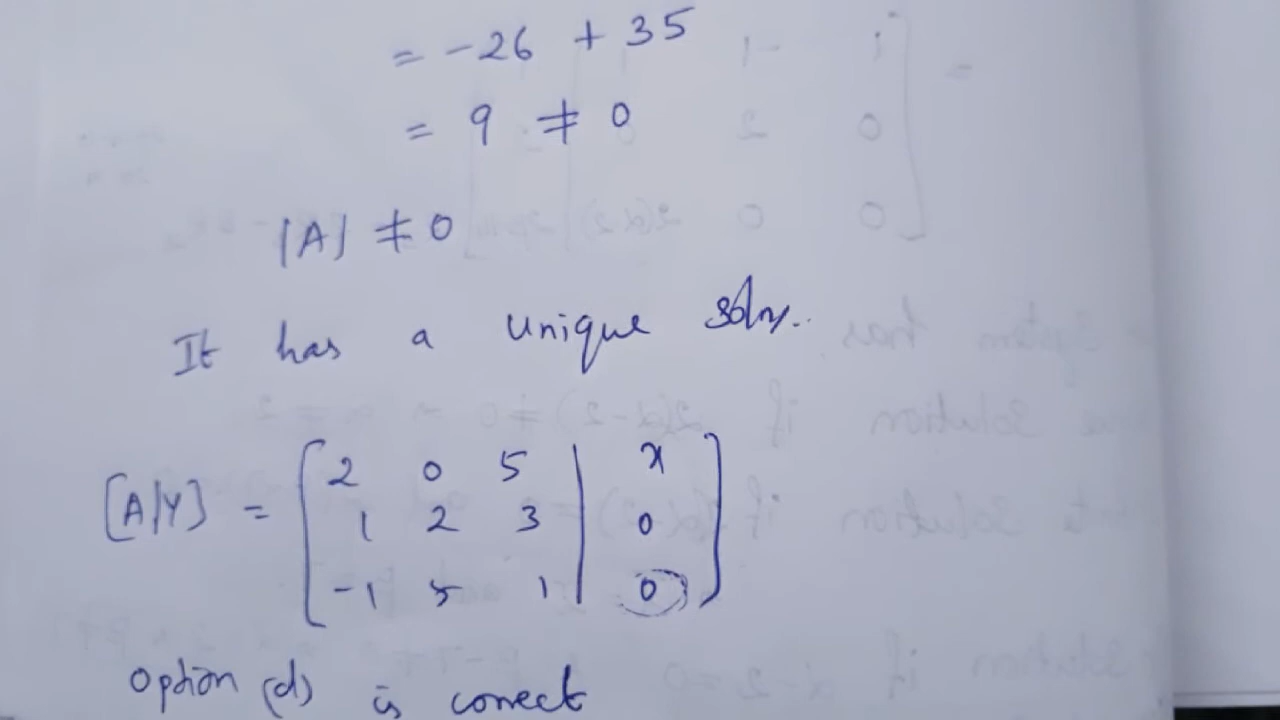 = -26 + 35
= 9 ≠ 0
|A| ≠ 0
It has a unique soln.
[A|Y] = [ 2 0 5 | x
1 2 3 | 0
-1 5 1 | 0 ]
option (d) is correct